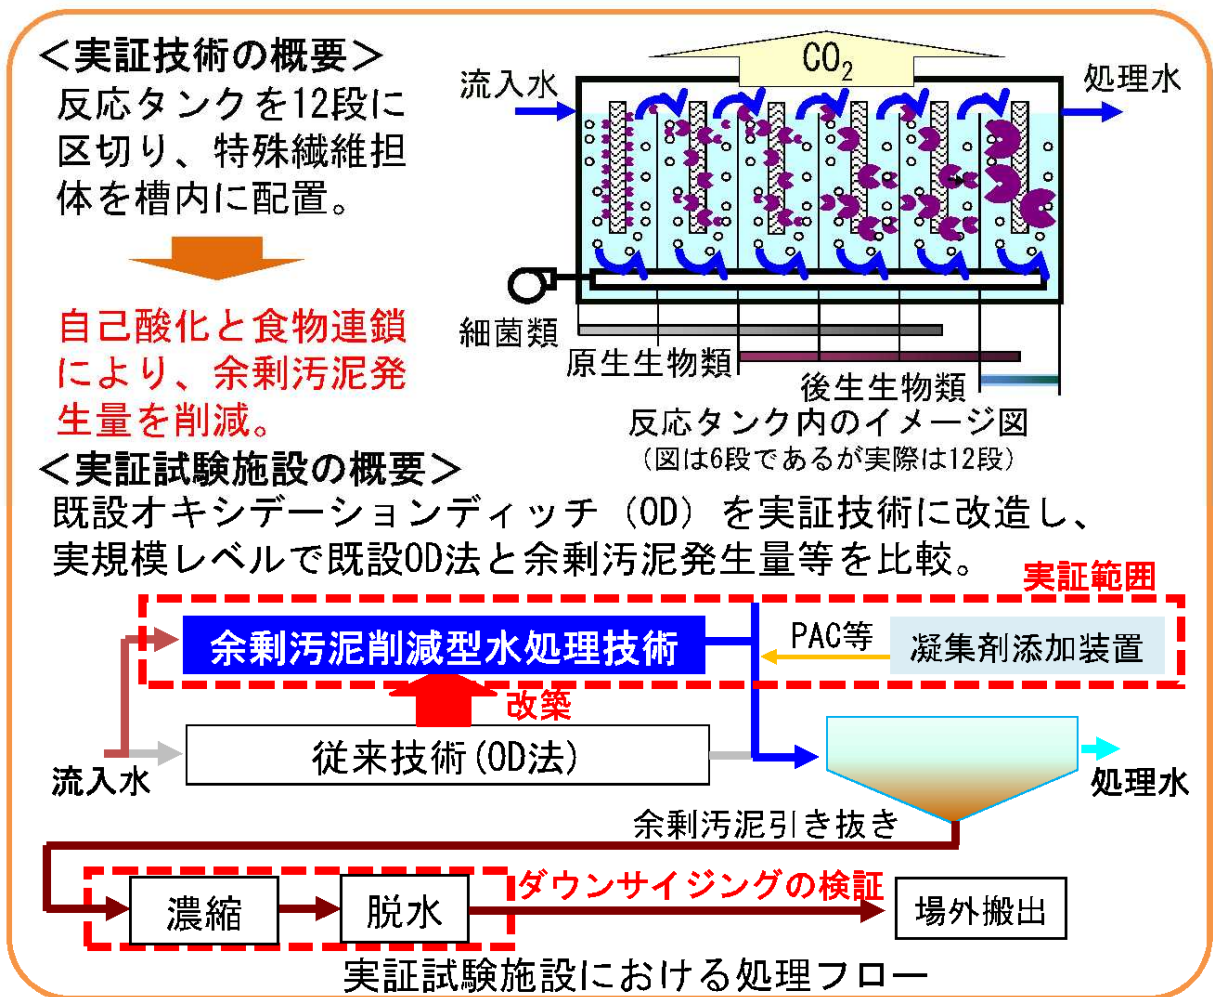 ＜実証技術の概要＞
反応タンクを12段に
区切り、特殊繊維担
体を槽内に配置。
自己酸化と食物連鎖
により、余剰汚泥発
生量を削減。
CO2
流入水
処理水
細菌類
原生生物類
後生生物類
反応タンク内のイメージ図
（図は6段であるが実際は12段）
＜実証試験施設の概要＞
既設オキシデーションディッチ（OD）を実証技術に改造し、
実規模レベルで既設OD法と余剰汚泥発生量等を比較。
実証範囲
余剰汚泥削減型水処理技術
PAC等
凝集剤添加装置
改築
従来技術(OD法)
流入水
処理水
余剰汚泥引き抜き
ダウンサイジングの検証
濃縮
脱水
場外搬出
実証試験施設における処理フロー